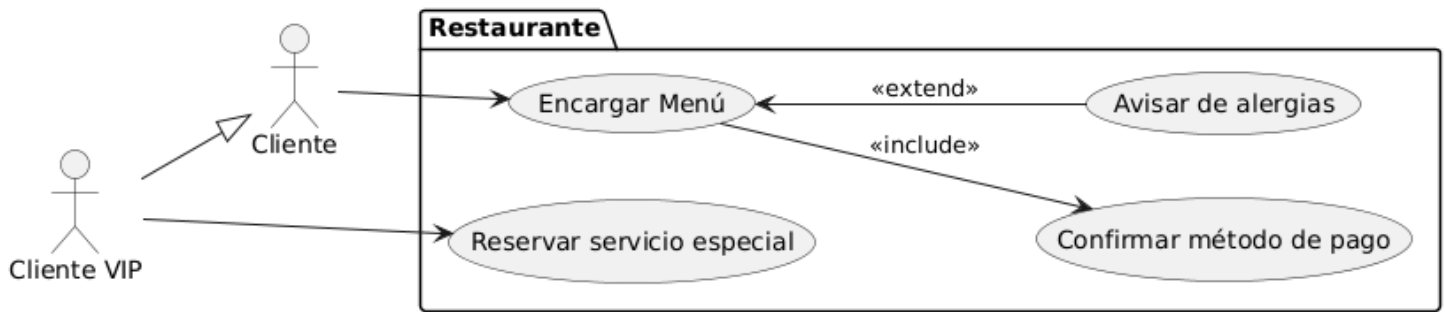 Restaurante
Cliente
Cliente VIP
Encargar Menú
«extend»
Avisar de alergias
«include»
Reservar servicio especial
Confirmar método de pago